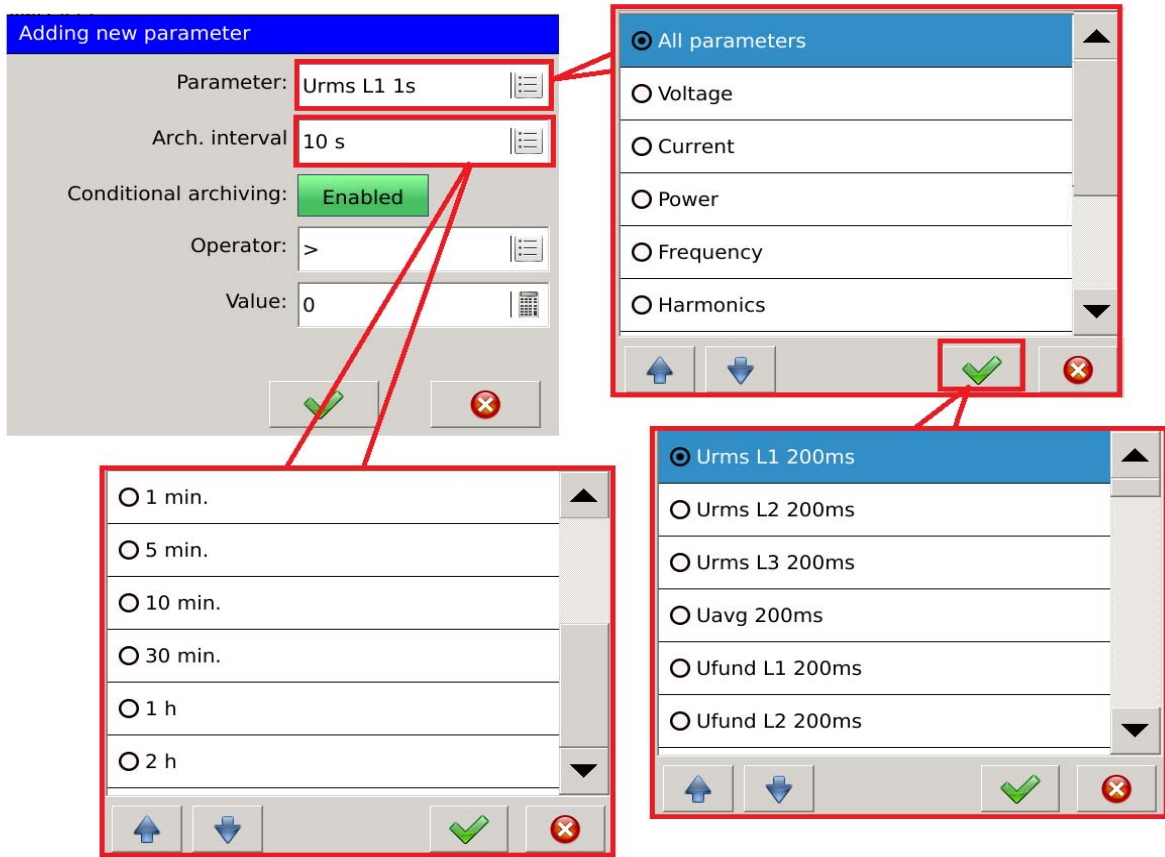 Adding new parameter
Parameter: Urms L1 1s
Arch. interval 10 s
Conditional archiving: Enabled
Operator: >
Value: 0
All parameters
Voltage
Current
Power
Frequency
Harmonics
1 min.
5 min.
10 min.
30 min.
1 h
2 h
Urms L1 200ms
Urms L2 200ms
Urms L3 200ms
Uavg 200ms
Ufund L1 200ms
Ufund L2 200ms